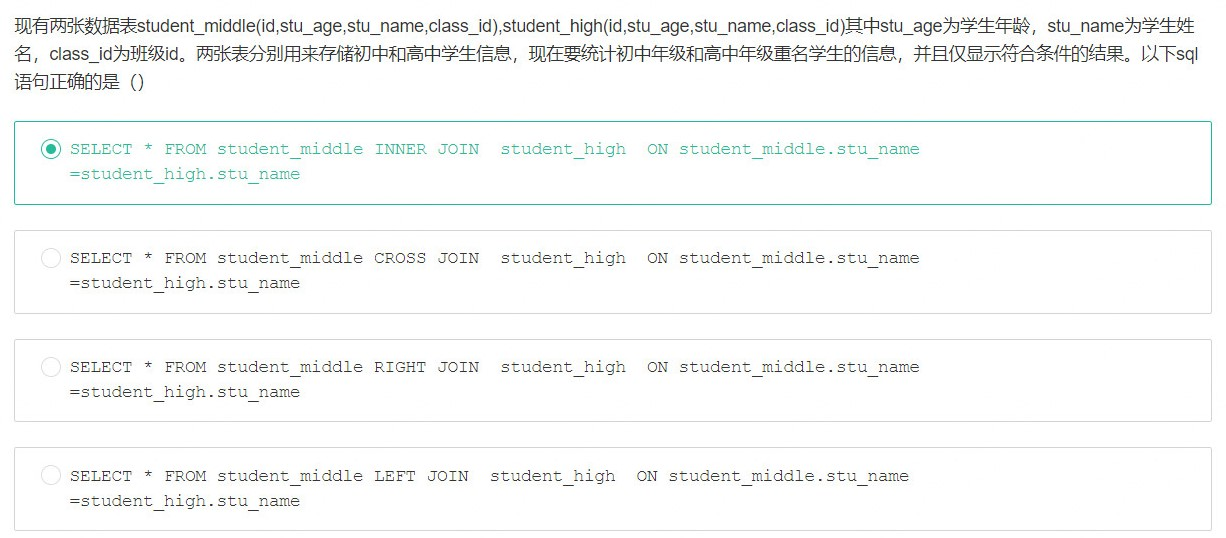 现有两张数据表student_middle(id,stu_age,stu_name,class_id),student_high(id,stu_age,stu_name,class_id)其中stu_age为学生年龄，stu_name为学生姓
名，class_id为班级id。两张表分别用来存储初中和高中学生信息，现在要统计初中年级和高中年级重名学生的信息，并且仅显示符合条件的结果。以下sql
语句正确的是（）
SELECT * FROM student_middle INNER JOIN  student_high  ON student_middle.stu_name
=student_high.stu_name
SELECT * FROM student_middle CROSS JOIN  student_high  ON student_middle.stu_name
=student_high.stu_name
SELECT * FROM student_middle RIGHT JOIN  student_high  ON student_middle.stu_name
=student_high.stu_name
SELECT * FROM student_middle LEFT JOIN  student_high  ON student_middle.stu_name
=student_high.stu_name